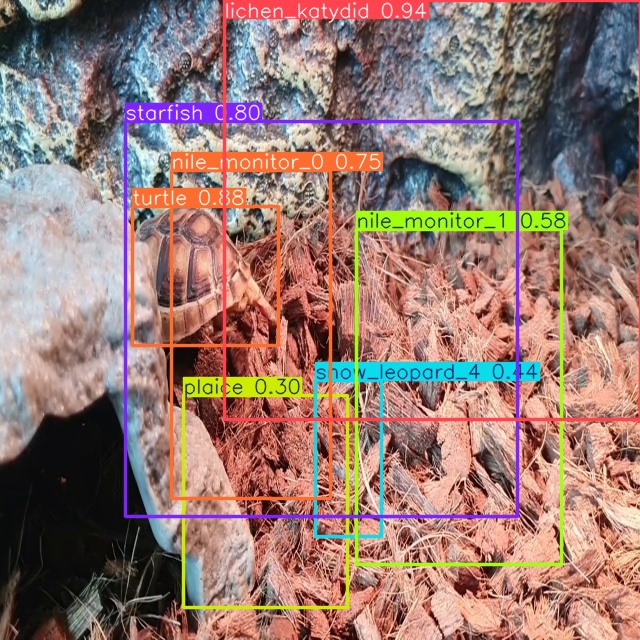 lichen_katydid 0.94
starfish 0.80
nile_monitor_0 0.75
turtle 0.88
nile_monitor_1 0.58
snow_leopard_4 0.44
plaice 0.30